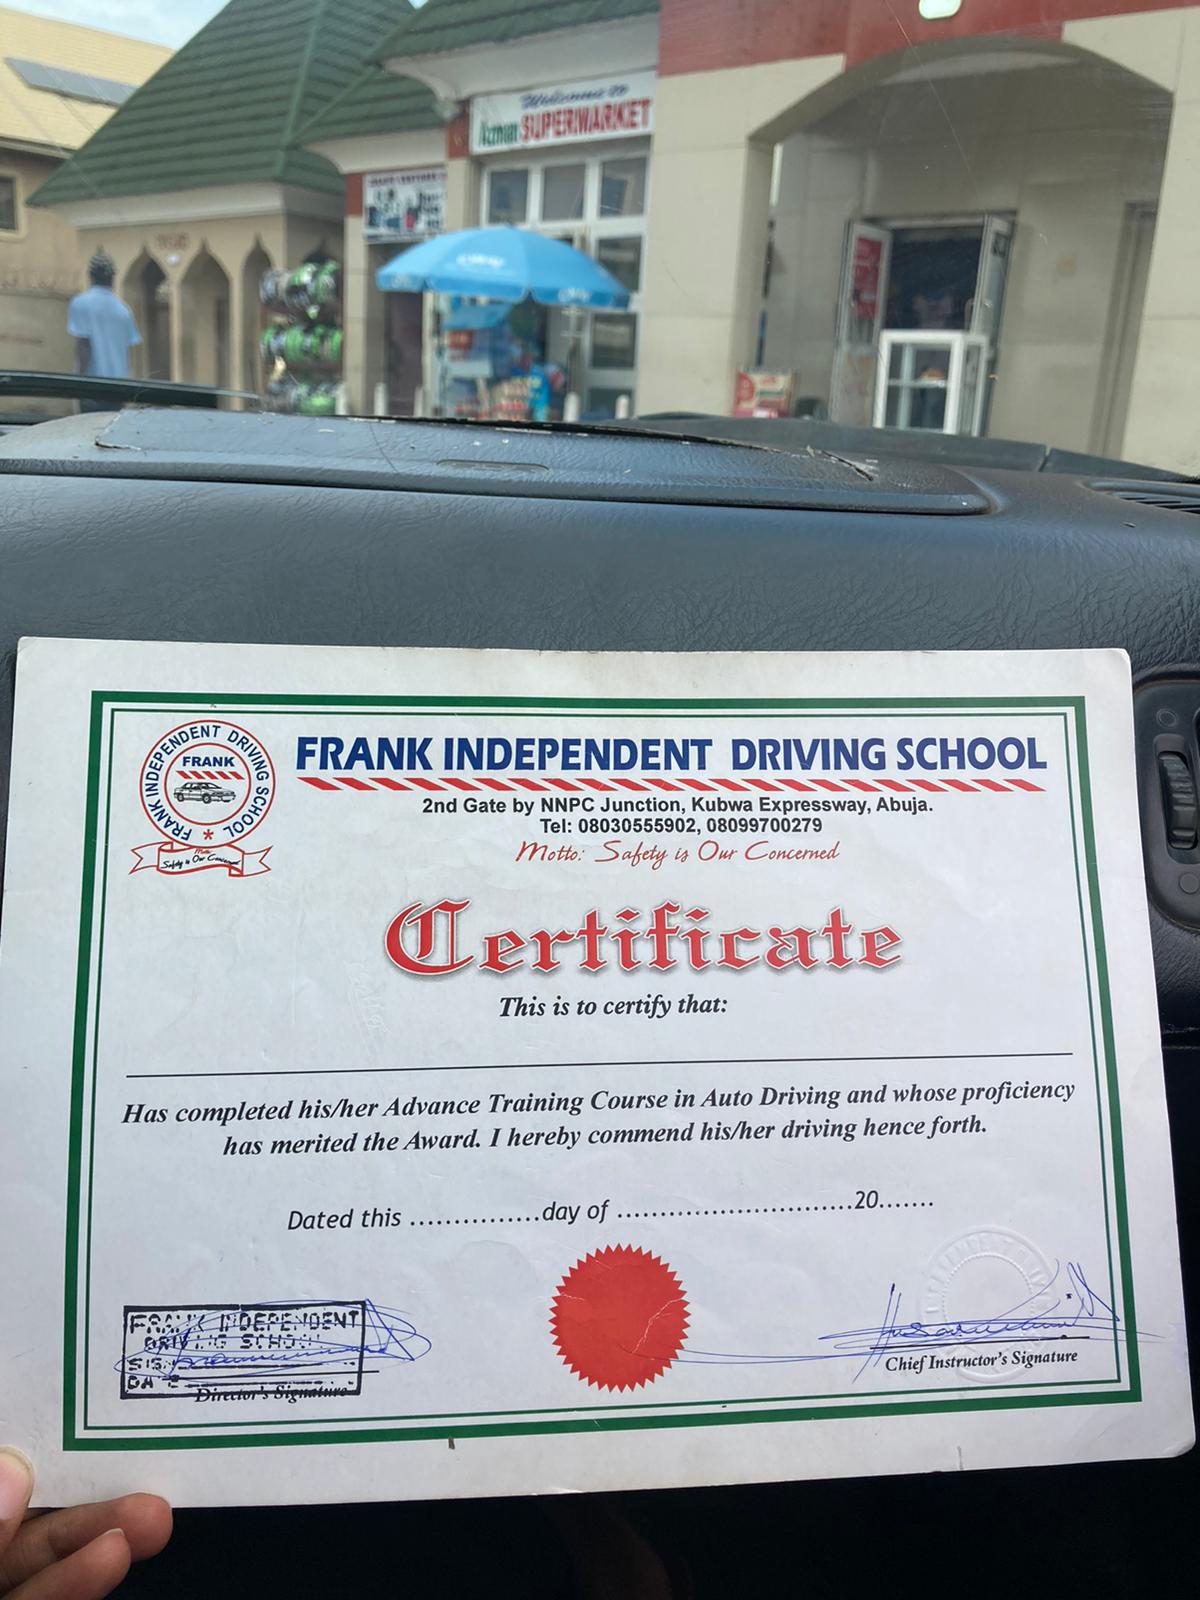 Welcome to
Azman SUPERMARKET
FRANK INDEPENDENT DRIVING SCHOOL
FRANK
Motto:
Safety is Our Concerned
FRANK INDEPENDENT DRIVING SCHOOL
2nd Gate by NNPC Junction, Kubwa Expressway, Abuja.
Tel: 08030555902, 08099700279
Motto: Safety is Our Concerned
Certificate
This is to certify that:
Has completed his/her Advance Training Course in Auto Driving and whose proficiency
has merited the Award. I hereby commend his/her driving hence forth.
Dated this ...............day of ...........................20.......
FRANK INDEPENDENT
DRIVING SCHOOL
Director's Signature
Chief Instructor's Signature